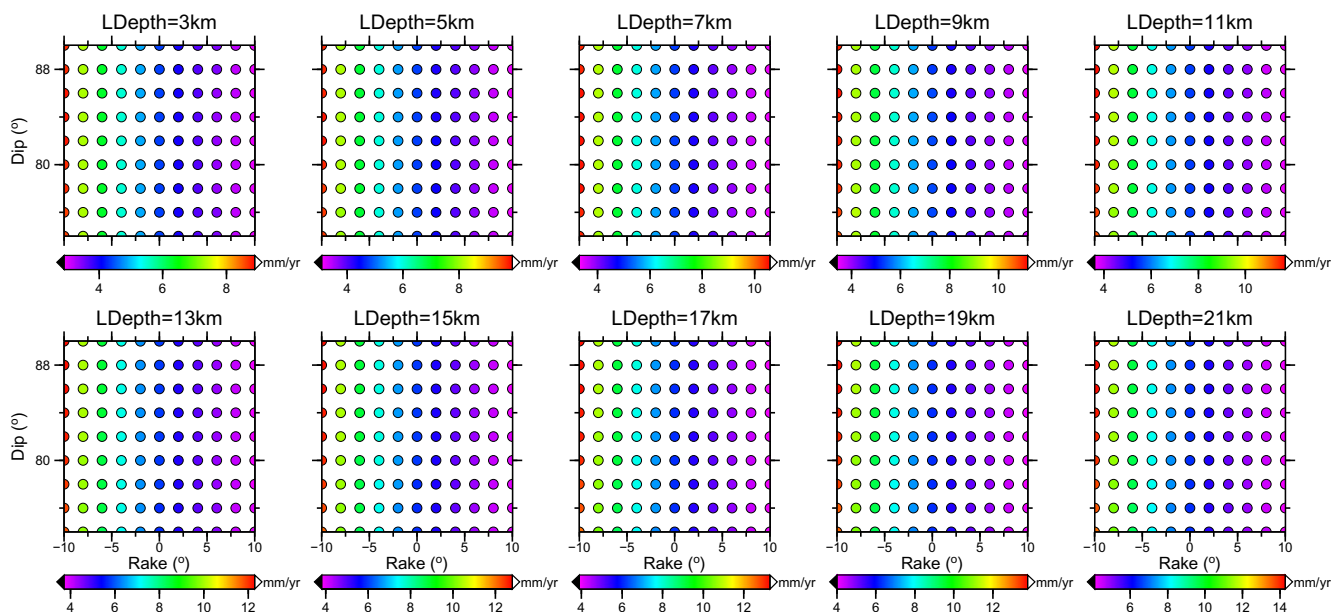 LDepth=3km LDepth=5km LDepth=7km LDepth=9km LDepth=11km
88
Dip (°)
80
mm/yr mm/yr mm/yr mm/yr mm/yr
4 6 8 4 6 8 4 6 8 10 4 6 8 10 4 6 8 10
LDepth=13km LDepth=15km LDepth=17km LDepth=19km LDepth=21km
88
Dip (°)
80
−10 −5 0 5 10 −10 −5 0 5 10 −10 −5 0 5 10 −10 −5 0 5 10 −10 −5 0 5 10
Rake (°) Rake (°) Rake (°) Rake (°) Rake (°)
mm/yr mm/yr mm/yr mm/yr mm/yr
4 6 8 10 12 4 6 8 10 12 4 6 8 10 12 4 6 8 10 12 4 6 8 10 12 14